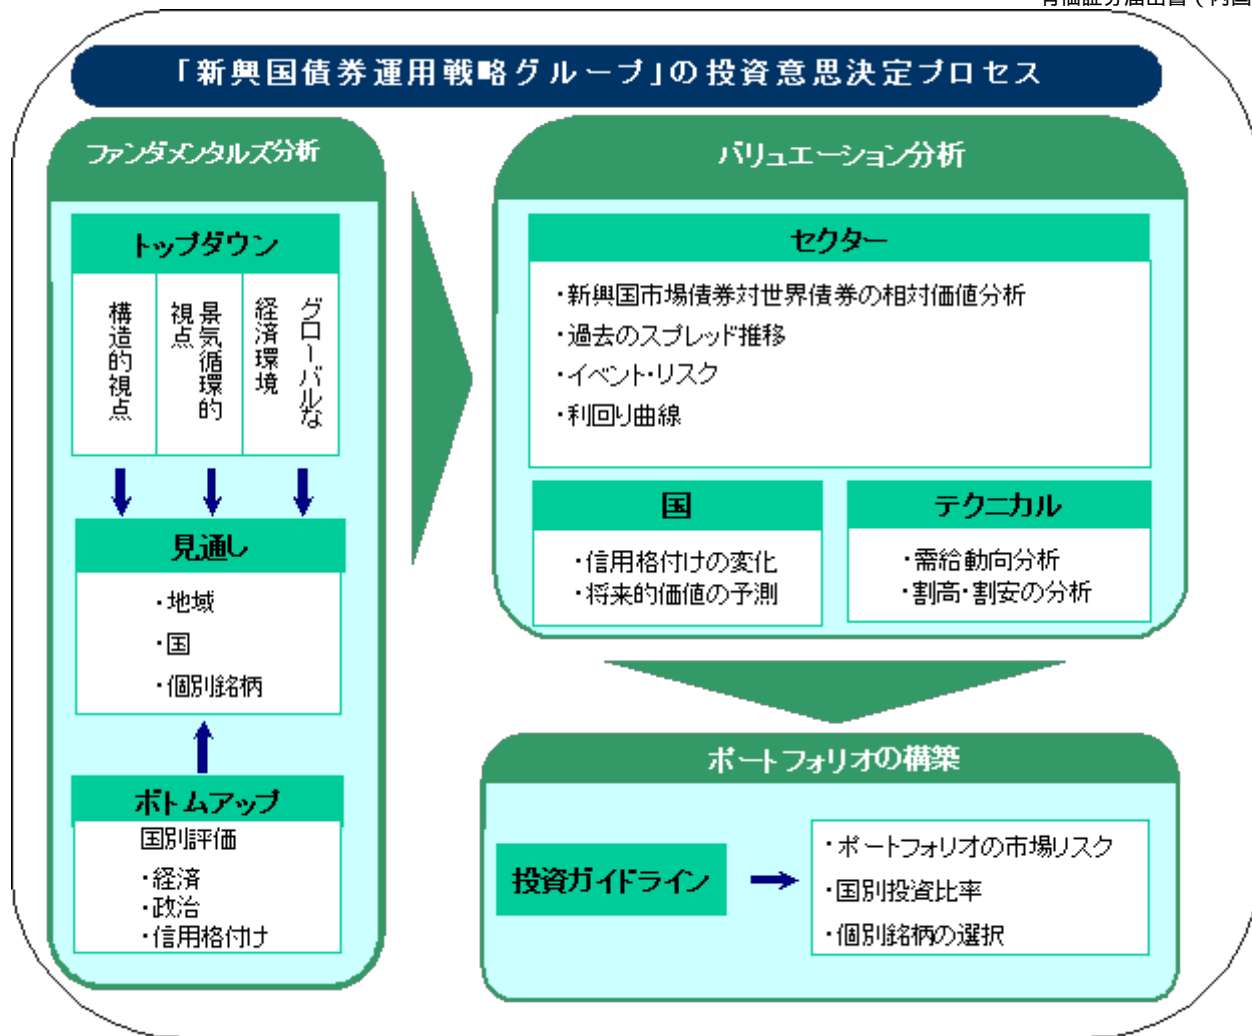 「新興国債券運用戦略グループ」の投資意思決定プロセス
ファンダメンタルズ分析
トップダウン
構造的視点
景気循環的
視点
グローバルな
経済環境
見通し
・地域
・国
・個別銘柄
ボトムアップ
国別評価
・経済
・政治
・信用格付け
バリュエーション分析
セクター
・新興国市場債券対世界債券の相対価値分析
・過去のスプレッド推移
・イベント・リスク
・利回り曲線
国
・信用格付けの変化
・将来的価値の予測
テクニカル
・需給動向分析
・割高・割安の分析
ポートフォリオの構築
投資ガイドライン
・ポートフォリオの市場リスク
・国別投資比率
・個別銘柄の選択